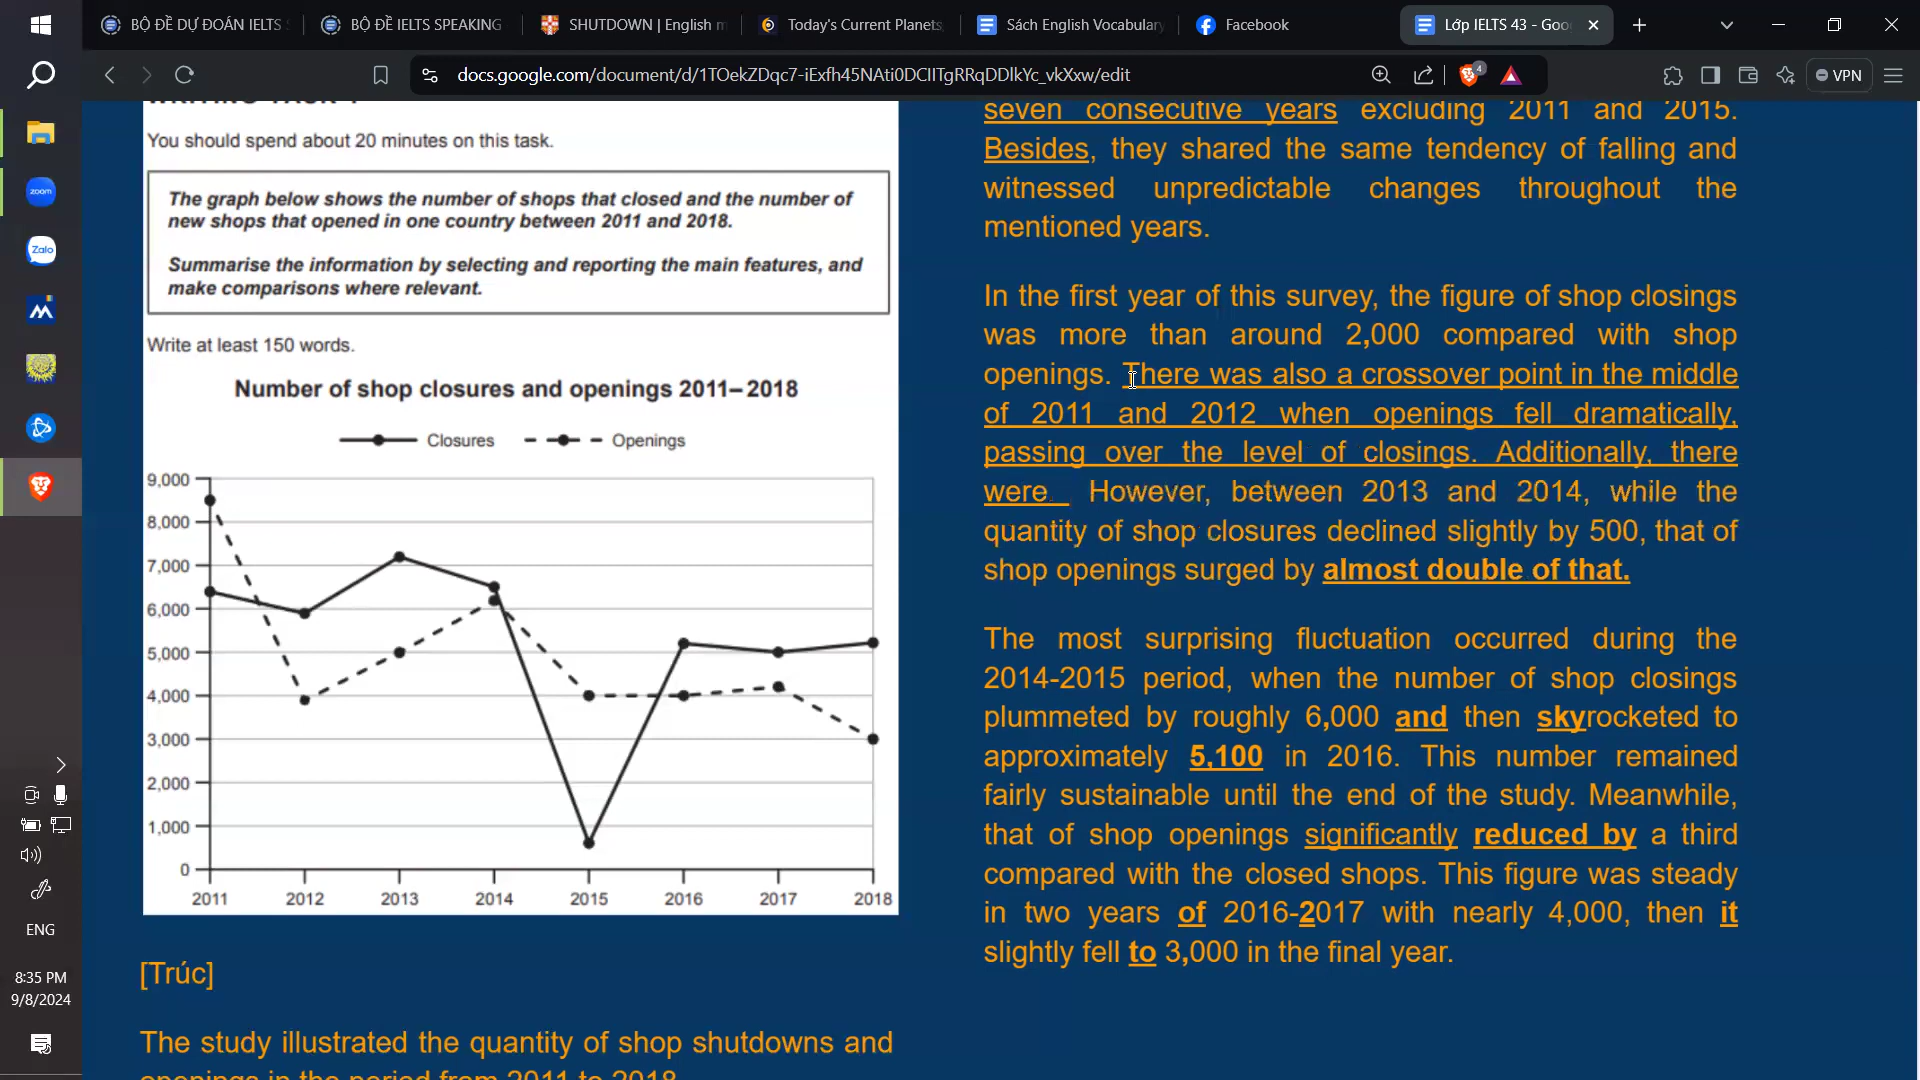 BỘ ĐỀ DỰ ĐOÁN IELTS
BỘ ĐỀ IELTS SPEAKING
SHUTDOWN | English
Today's Current Planets
Sách English Vocabular
Facebook
Lớp IELTS 43 - Goo
docs.google.com/document/d/1TOekZDqc7-iExfh45NAti0DCIITgRRqDDlkYc_vkXxw/edit
4
VPN
zoom
Zalo
ENG
8:35 PM
9/8/2024
You should spend about 20 minutes on this task.
The graph below shows the number of shops that closed and the number of
new shops that opened in one country between 2011 and 2018.
Summarise the information by selecting and reporting the main features, and
make comparisons where relevant.
Write at least 150 words.
Number of shop closures and openings 2011–2018
Closures Openings
9,000
8,000
7,000
6,000
5,000
4,000
3,000
2,000
1,000
0
2011 2012 2013 2014 2015 2016 2017 2018
[Trúc]
The study illustrated the quantity of shop shutdowns and
openings in the period from 2011 to 2018.
seven consecutive years excluding 2011 and 2015.
Besides, they shared the same tendency of falling and
witnessed unpredictable changes throughout the
mentioned years.
In the first year of this survey, the figure of shop closings
was more than around 2,000 compared with shop
openings. There was also a crossover point in the middle
of 2011 and 2012 when openings fell dramatically,
passing over the level of closings. Additionally, there
were However, between 2013 and 2014, while the
quantity of shop closures declined slightly by 500, that of
shop openings surged by almost double of that.
The most surprising fluctuation occurred during the
2014-2015 period, when the number of shop closings
plummeted by roughly 6,000 and then skyrocketed to
approximately 5,100 in 2016. This number remained
fairly sustainable until the end of the study. Meanwhile,
that of shop openings significantly reduced by a third
compared with the closed shops. This figure was steady
in two years of 2016-2017 with nearly 4,000, then it
slightly fell to 3,000 in the final year.